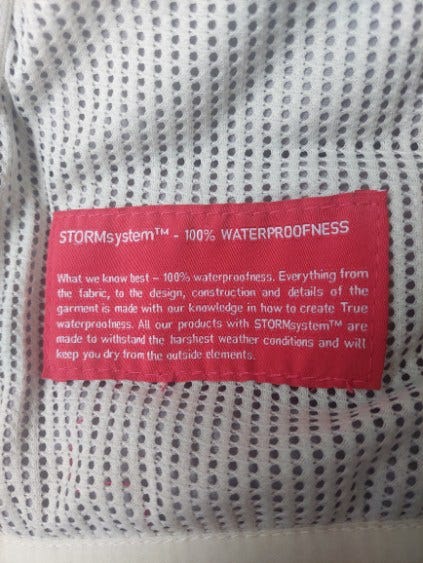 STORMsystem™ - 100% WATERPROOFNESS
What we know best – 100% waterproofness. Everything from
the fabric, to the design, construction and details of the
garment is made with our knowledge in how to create True
waterproofness. All our products with STORMsystem™ are
made to withstand the harshest weather conditions and will
keep you dry from the outside elements.